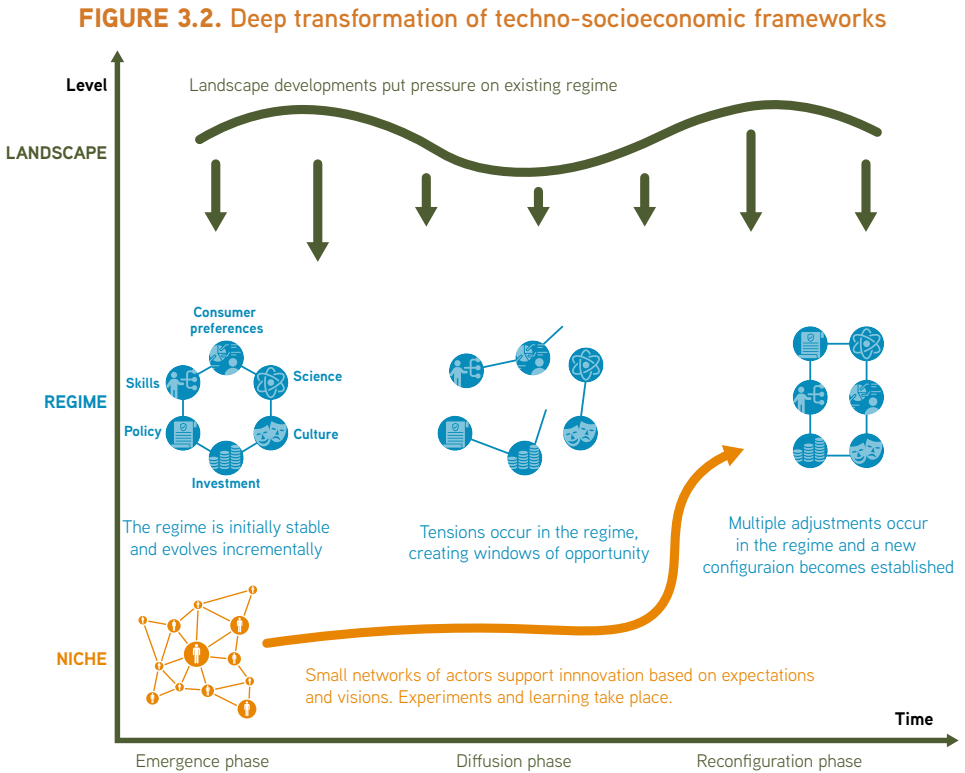 FIGURE 3.2. Deep transformation of techno-socioeconomic frameworks
Level
Landscape developments put pressure on existing regime
LANDSCAPE
Consumer
preferences
Skills
Science
REGIME
Policy
Culture
Investment
The regime is initially stable
and evolves incrementally
Tensions occur in the regime,
creating windows of opportunity
Multiple adjustments occur
in the regime and a new
configuraion becomes established
NICHE
Small networks of actors support innnovation based on expectations
and visions. Experiments and learning take place.
Time
Emergence phase
Diffusion phase
Reconfiguration phase